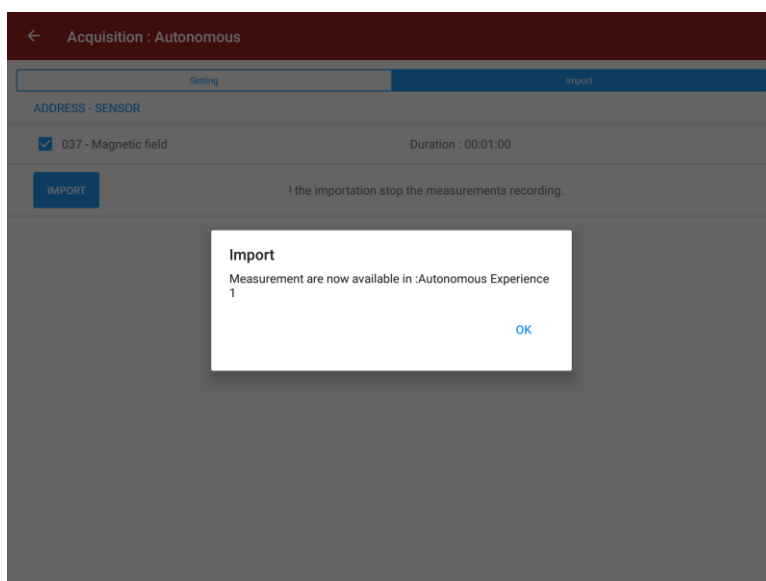 Acquisition : Autonomous
Setting
Import
ADDRESS - SENSOR
037 - Magnetic field
Duration : 00:01:00
IMPORT
! the importation stop the measurements recording.
Import
Measurement are now available in :Autonomous Experience
1
OK